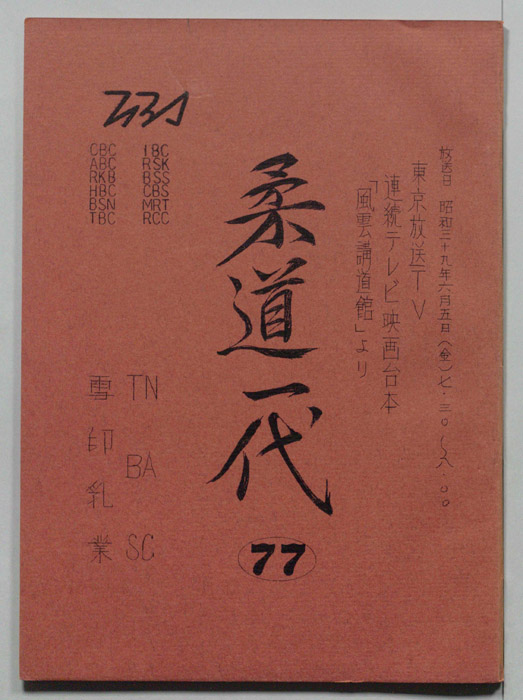 放送日 昭和三十九年六月五日(金)七・三〇〜八・〇〇
東京放送TV
連続テレビ映画台本
「風雲講道館」より
柔道一代
77
TBS
CBC
ABC
RKB
HBC
BSN
TBC
IBC
RSK
BSS
CBS
MRT
RCC
TN BA SC
雪印乳業